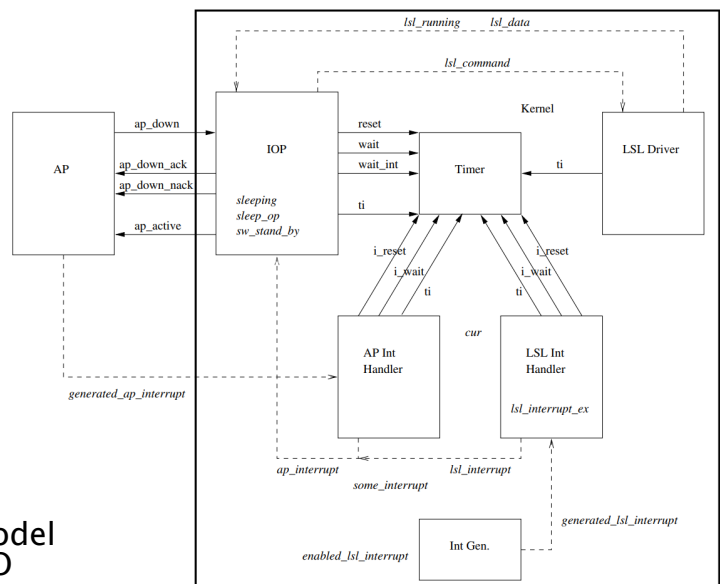 lsl_running
lsl_data
lsl_command
Kernel
ap_down
reset
AP
IOP
wait
ap_down_ack
wait_int
Timer
ti
LSL Driver
ap_down_nack
sleeping
sleep_op
sw_stand_by
ti
ap_active
i_reset
i_wait
ti
i_reset
i_wait
ti
cur
AP Int
Handler
LSL Int
Handler
lsl_interrupt_ex
generated_ap_interrupt
ap_interrupt
lsl_interrupt
some_interrupt
generated_lsl_interrupt
Int Gen.
enabled_lsl_interrupt
odel